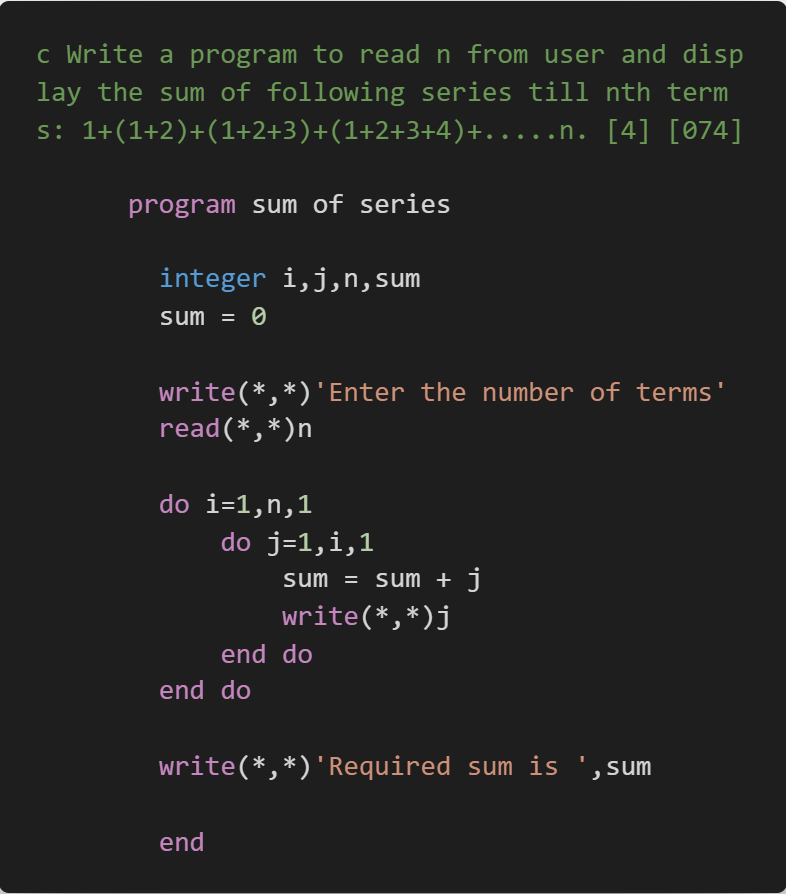 c Write a program to read n from user and disp
lay the sum of following series till nth term
s: 1+(1+2)+(1+2+3)+(1+2+3+4)+.....n. [4] [074]
program sum of series
integer i,j,n,sum
sum = 0
write(*,*)'Enter the number of terms'
read(*,*)n
do i=1,n,1
do j=1,i,1
sum = sum + j
write(*,*)j
end do
end do
write(*,*)'Required sum is ',sum
end